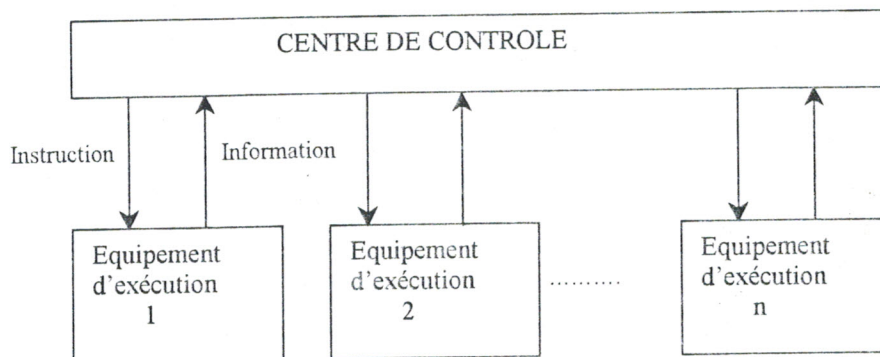 CENTRE DE CONTROLE
Instruction
Information
Equipement
d'exécution
1
Equipement
d'exécution
2
..........
Equipement
d'exécution
n